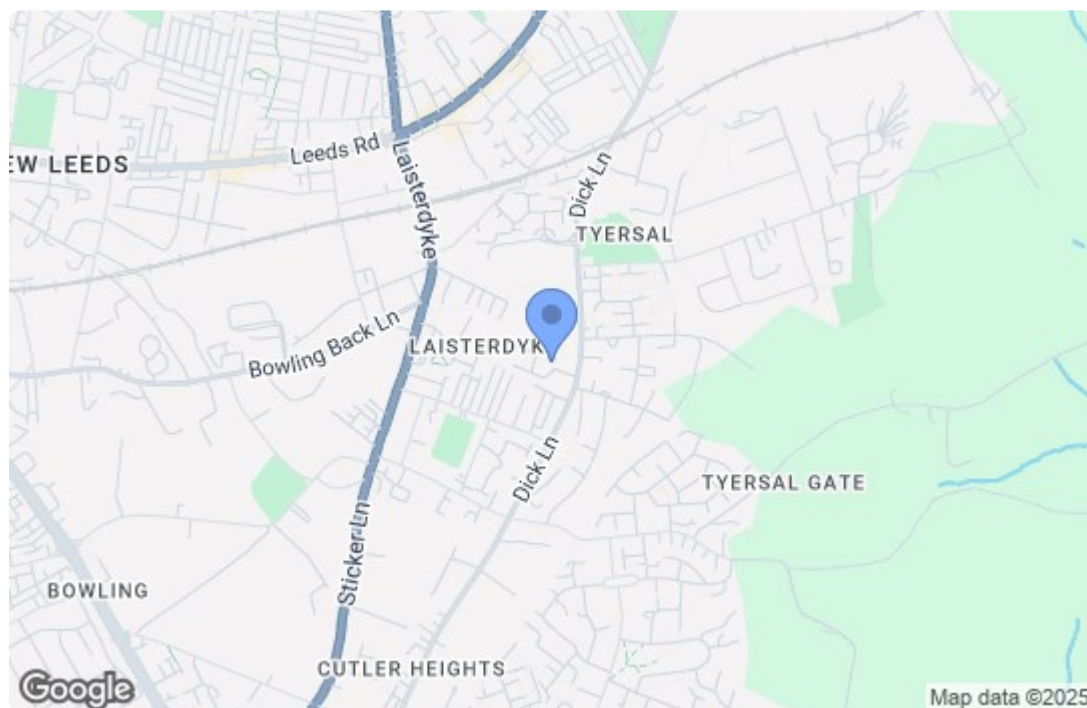 Leeds Rd
EW LEEDS
Laisterdyke
Dick Ln
TYERSAL
Bowling Back Ln
LAISTERDYK
Dick Ln
TYERSAL GATE
Sticker Ln
BOWLING
CUTLER HEIGHTS
Google
Map data ©2025